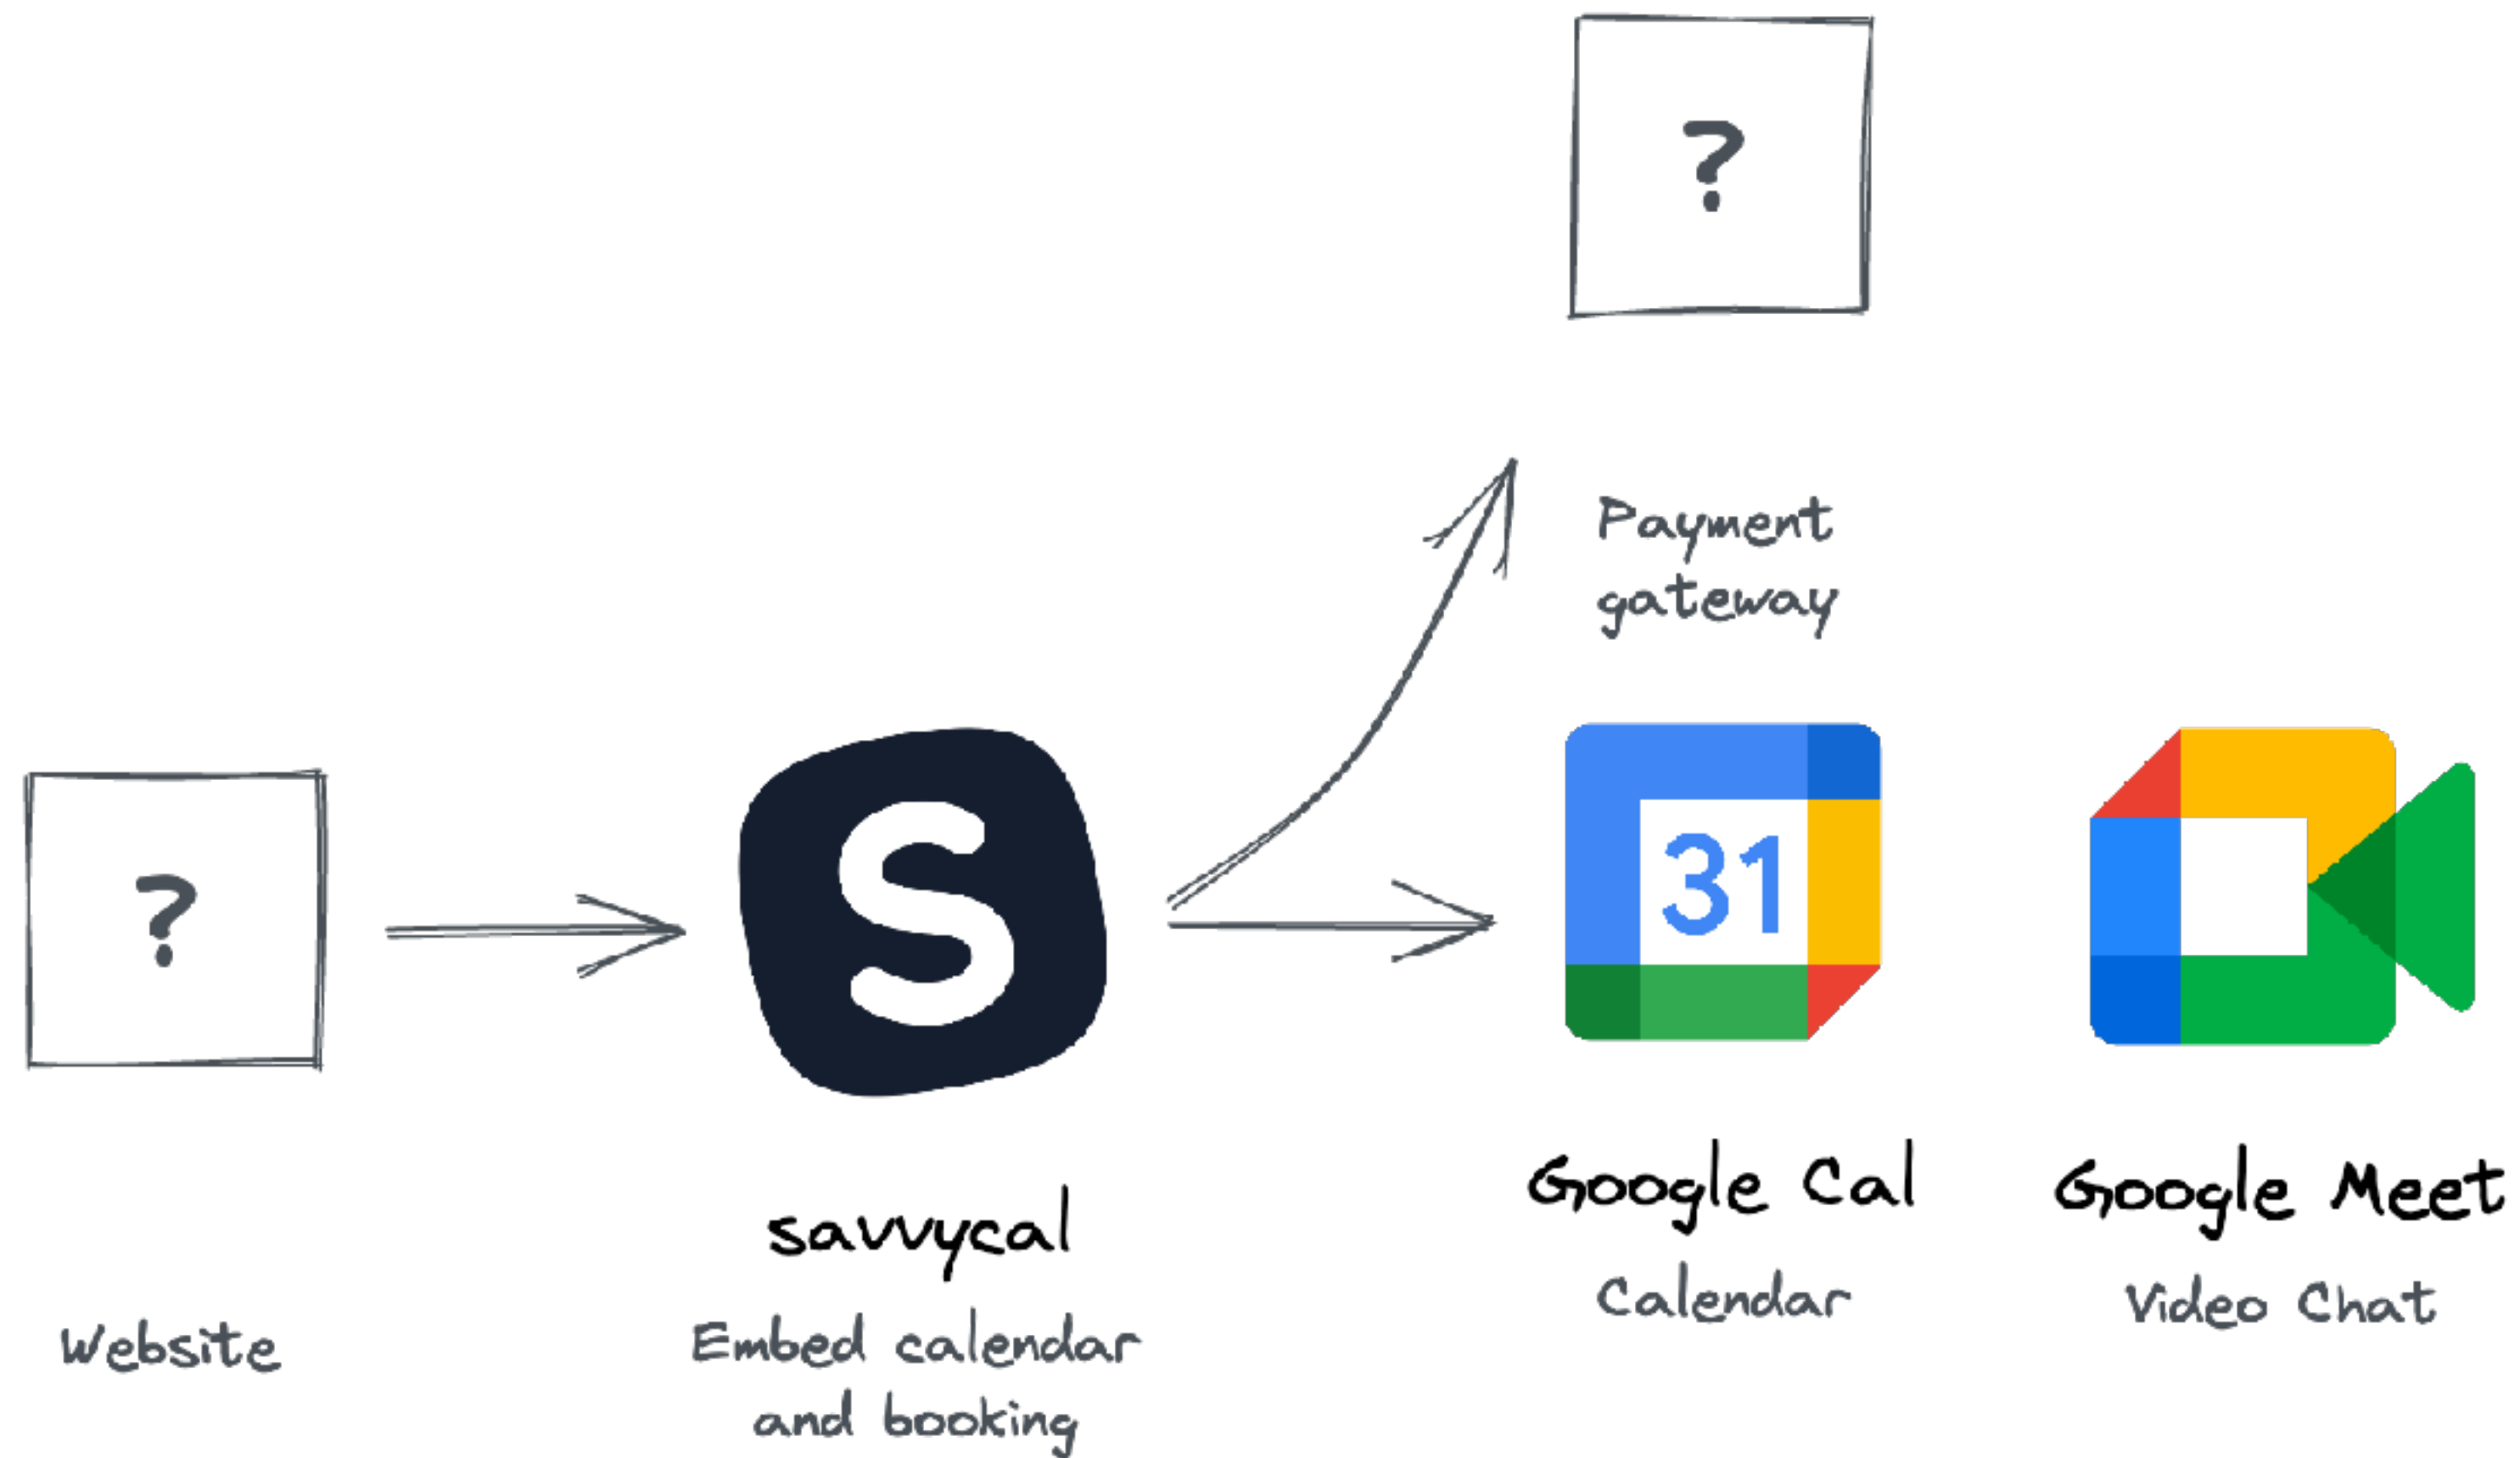 ?
Payment
gateway
?
S
31
savvycal
Google Cal
Google Meet
Website
Embed calendar
and booking
Calendar
Video Chat